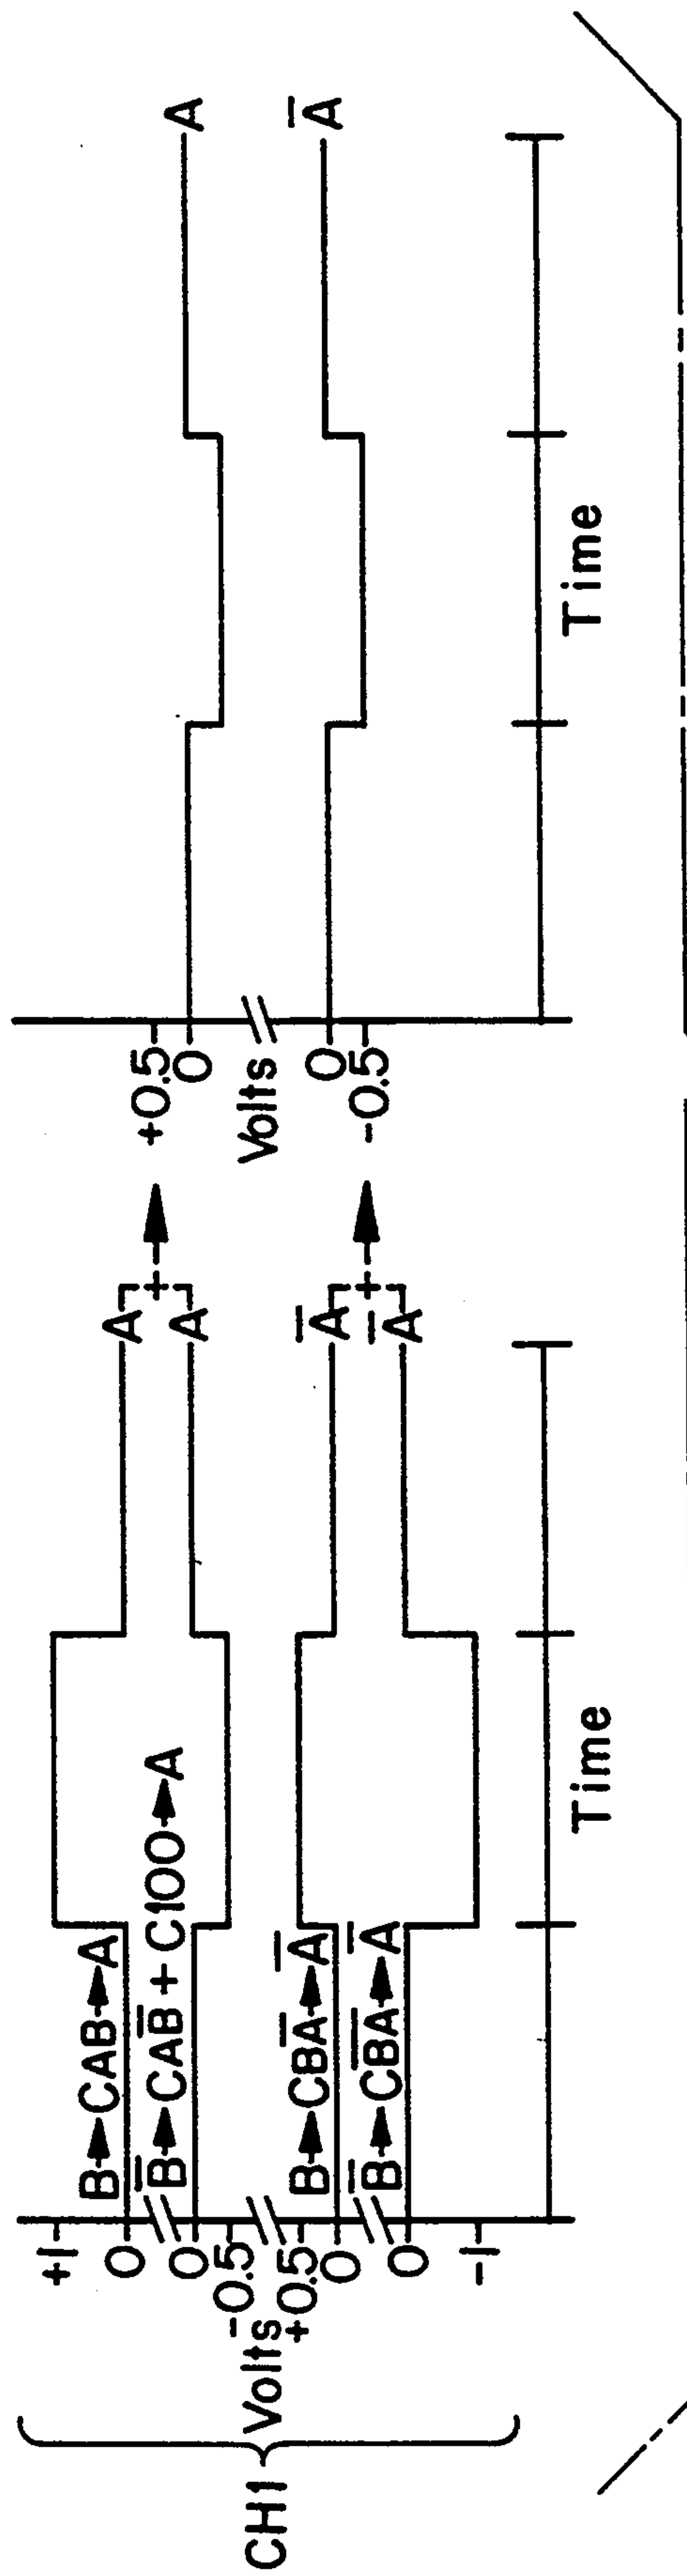 CH1
Volts
+1
0
0
-0.5
+0.5
0
0
-1
B→CAB→A
B̅→CAB̅+C100→A
B→CBA̅→A̅
B̅→CB̅A̅→A̅
A
A
A̅
A̅
Time
+0.5
0
Volts
0
-0.5
A
A̅
Time